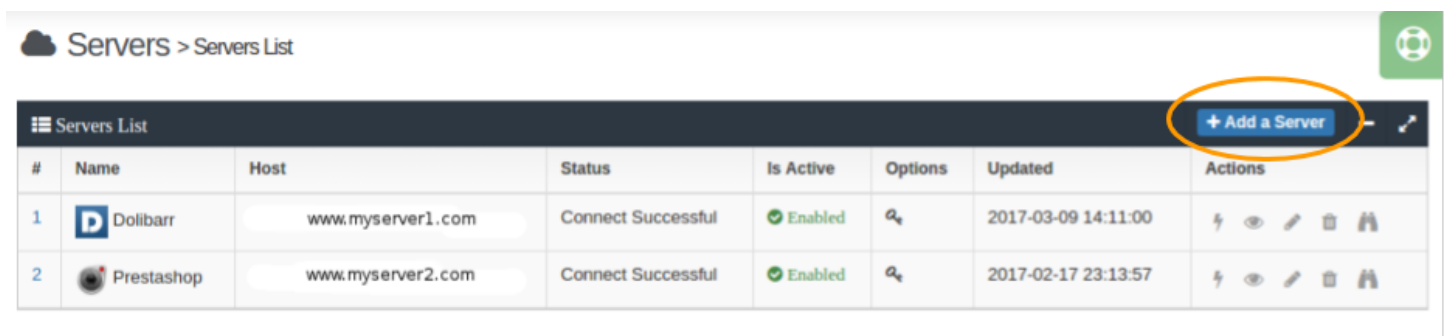 Servers > Servers List
Servers List
+ Add a Server
# Name Host Status Is Active Options Updated Actions
1 Dolibarr www.myserver1.com Connect Successful Enabled 2017-03-09 14:11:00
2 Prestashop www.myserver2.com Connect Successful Enabled 2017-02-17 23:13:57